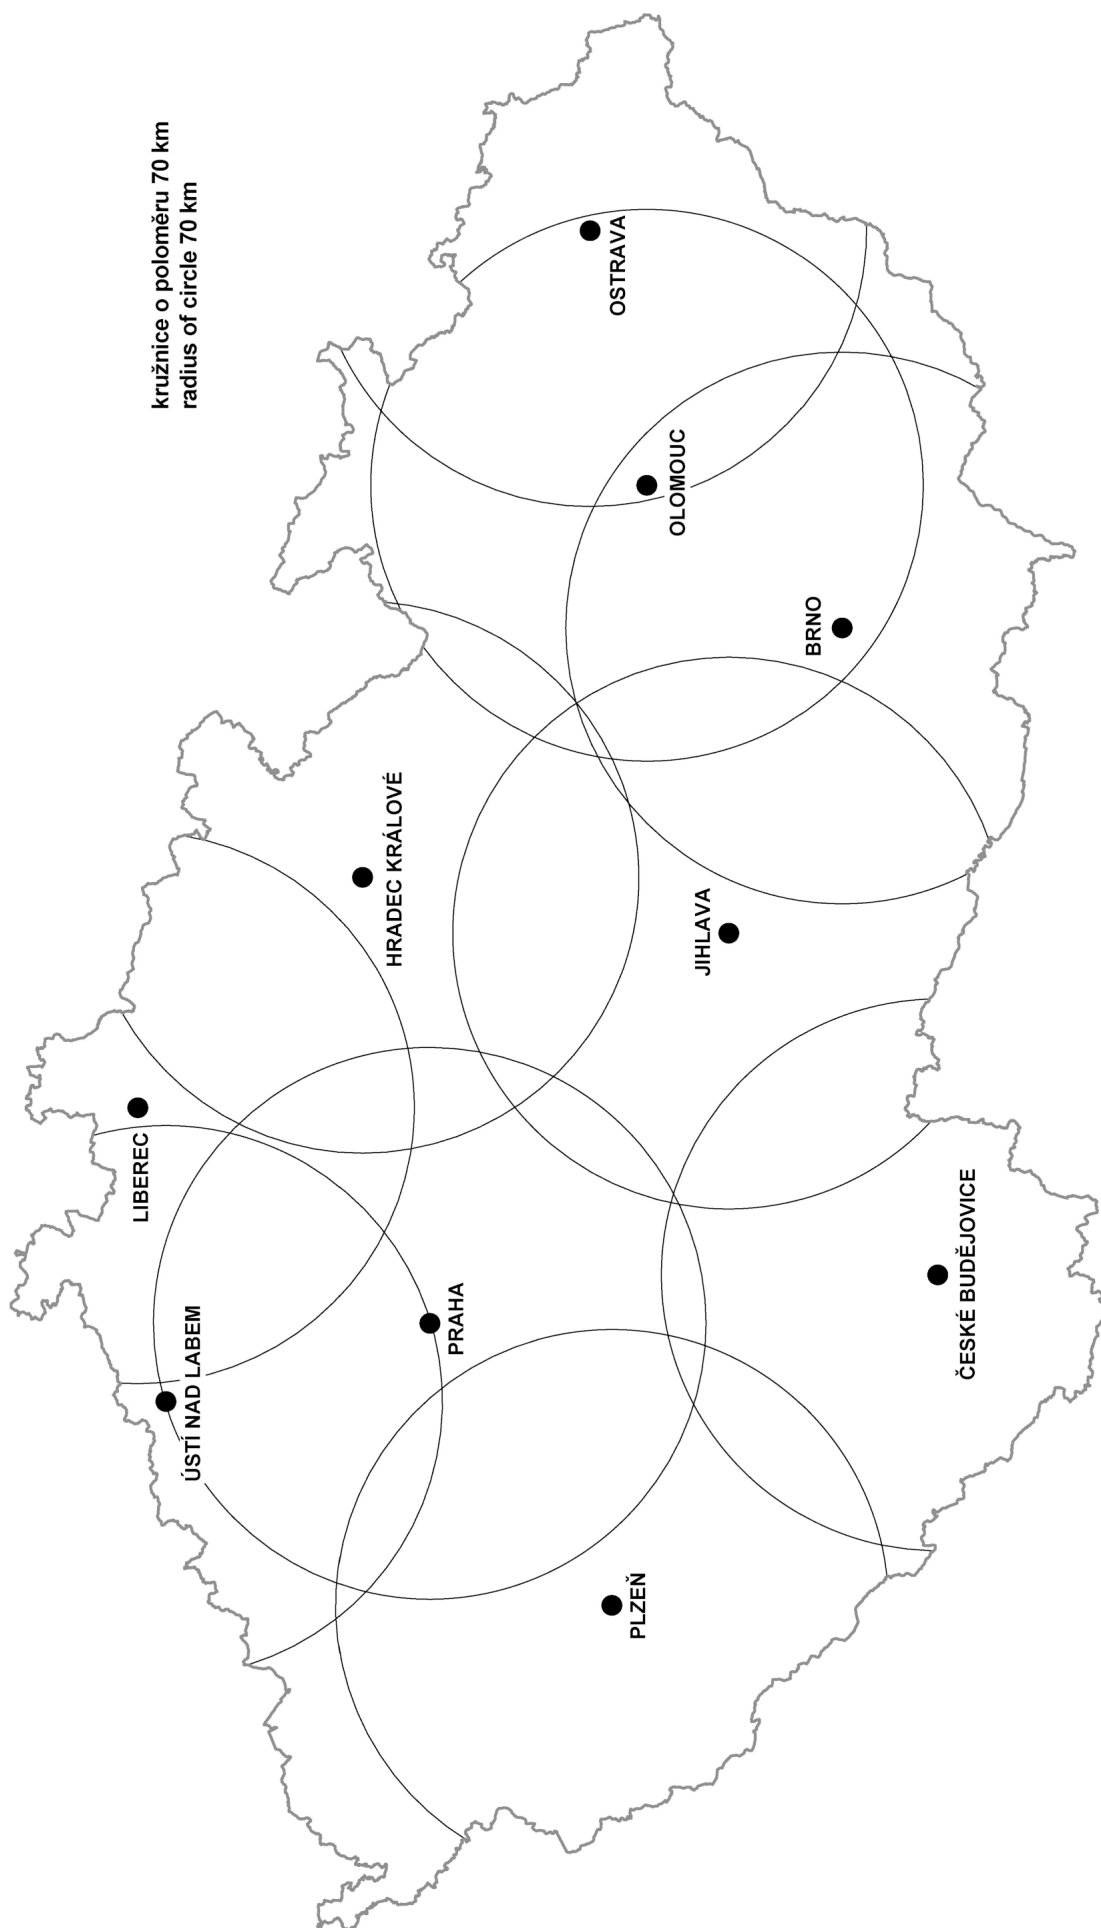 kružnice o poloměru 70 km
radius of circle 70 km
LIBEREC
ÚSTÍ NAD LABEM
HRADEC KRÁLOVÉ
PRAHA
OSTRAVA
PLZEŇ
OLOMOUC
JIHLAVA
BRNO
ČESKÉ BUDĚJOVICE